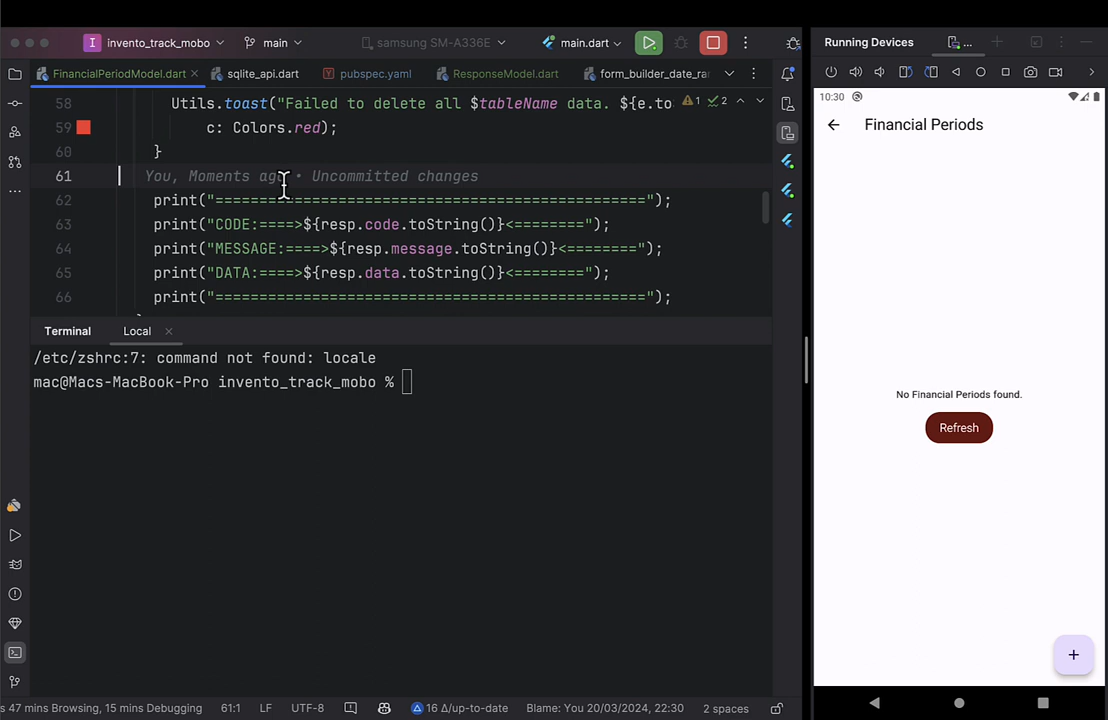 invento_track_mobo
main
samsung SM-A336E
main.dart
Running Devices
...
FinancialPeriodModel.dart
sqlite_api.dart
pubspec.yaml
ResponseModel.dart
form_builder_date_ra
58 Utils.toast("Failed to delete all $tableName data. ${e.to
1 2
59 c: Colors.red);
60 }
61 You, Moments ago • Uncommitted changes
62 print("=================================================");
63 print("CODE:====>${resp.code.toString()}<========");
64 print("MESSAGE:====>${resp.message.toString()}<========");
65 print("DATA:====>${resp.data.toString()}<========");
66 print("=================================================");
Terminal
Local
/etc/zshrc:7: command not found: locale
mac@Macs-MacBook-Pro invento_track_mobo %
s 47 mins Browsing, 15 mins Debugging
61:1
LF
UTF-8
16 Δ/up-to-date
Blame: You 20/03/2024, 22:30
2 spaces
10:30
Financial Periods
No Financial Periods found.
Refresh
+